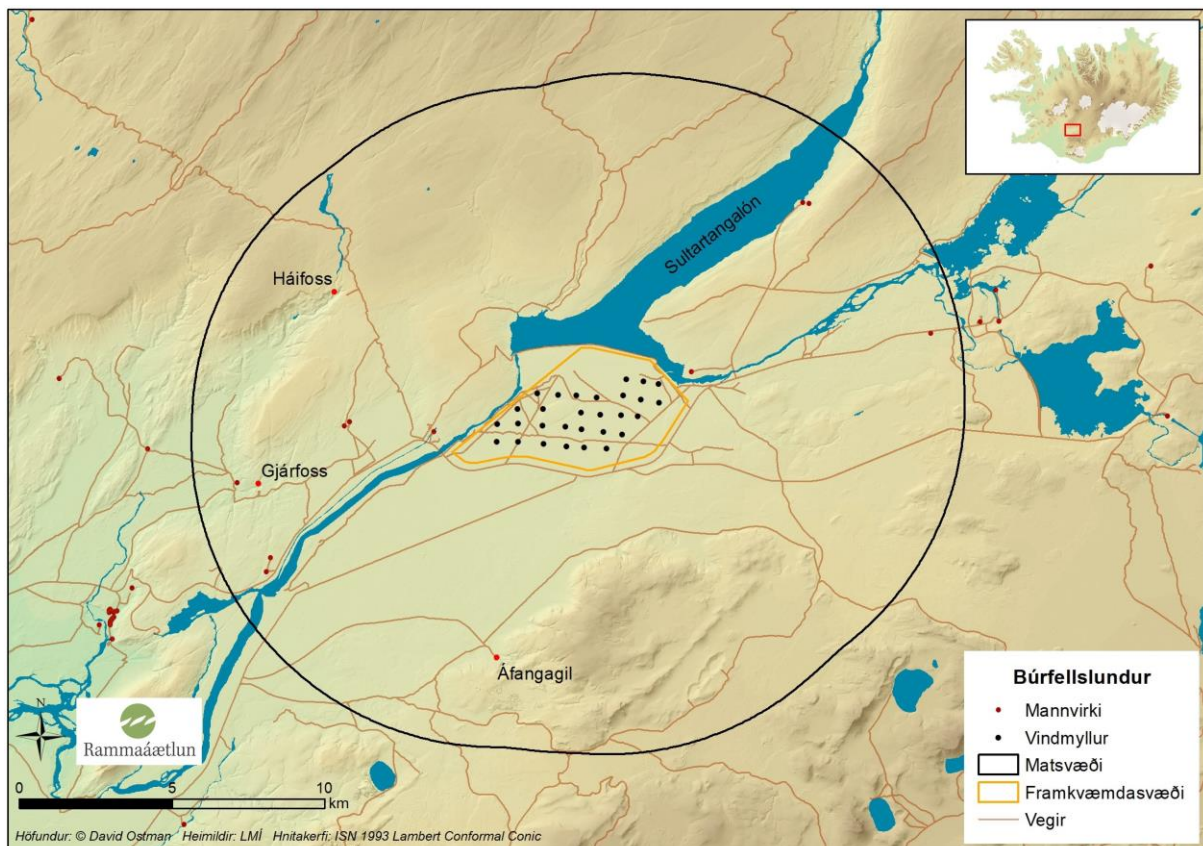 Sultartangalón
Háifoss
Gjárfoss
Áfangagil
N
Rammaáætlun
0 5 10
km
Höfundur: © David Ostman Heimildir: LMÍ Hnitakerfi: ISN 1993 Lambert Conformal Conic
Búrfellslundur
Mannvirki
Vindmyllur
Matsvæði
Framkvæmdasvæði
Vegir